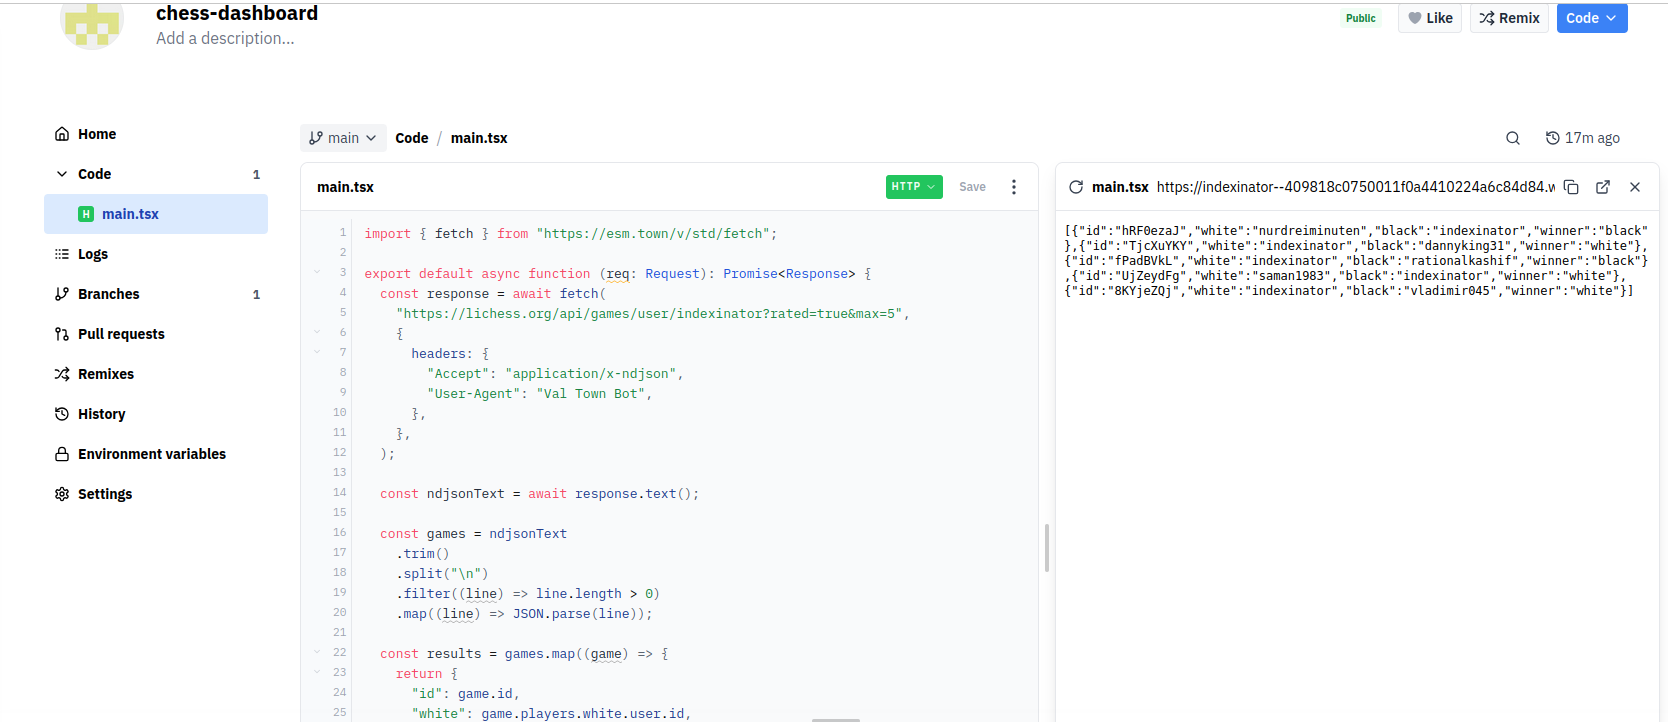 chess-dashboard
Add a description...
Public
Like
Remix
Code
Home
Code 1
H main.tsx
Logs
Branches 1
Pull requests
Remixes
History
Environment variables
Settings
main Code / main.tsx
17m ago
main.tsx HTTP Save
1 import { fetch } from "https://esm.town/v/std/fetch";
2
3 export default async function (req: Request): Promise<Response> {
4 const response = await fetch(
5 "https://lichess.org/api/games/user/indexinator?rated=true&max=5",
6 {
7 headers: {
8 "Accept": "application/x-ndjson",
9 "User-Agent": "Val Town Bot",
10 },
11 },
12 );
13
14 const ndjsonText = await response.text();
15
16 const games = ndjsonText
17 .trim()
18 .split("\n")
19 .filter((line) => line.length > 0)
20 .map((line) => JSON.parse(line));
21
22 const results = games.map((game) => {
23 return {
24 "id": game.id,
25 "white": game.players.white.user.id,
main.tsx https://indexinator--409818c0750011f0a4410224a6c84d84.w
[{"id":"hRF0ezaJ","white":"nurdreiminuten","black":"indexinator","winner":"black"
},{"id":"TjcXuYKY","white":"indexinator","black":"dannyking31","winner":"white"},
{"id":"fPadBVkL","white":"indexinator","black":"rationalkashif","winner":"black"}
,{"id":"UjZeydFg","white":"saman1983","black":"indexinator","winner":"white"},
{"id":"8KYjeZQj","white":"indexinator","black":"vladimir045","winner":"white"}]